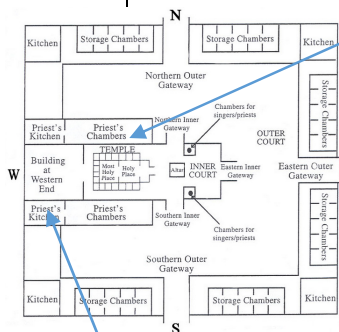 N
Kitchen
Storage Chambers
Storage Chambers
Kitchen
Northern Outer
Gateway
Storage Chambers
Priest's
Kitchen
Priest's
Chambers
Northern Inner
Gateway
Chambers for
singers/priests
OUTER
COURT
TEMPLE
Building
at
Western
End
Most
Holy
Place
Holy
Place
Altar
INNER
COURT
Eastern Inner
Gateway
Eastern Outer
Gateway
W
Priest's
Kitchen
Priest's
Chambers
Southern Inner
Gateway
Chambers for
singers/priests
Storage Chambers
Southern Outer
Gateway
Kitchen
Storage Chambers
Storage Chambers
Kitchen
S